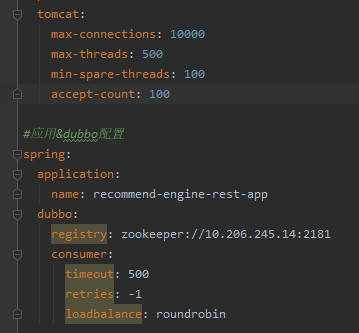 tomcat:
max-connections: 10000
max-threads: 500
min-spare-threads: 100
accept-count: 100
#应用&dubbo配置
spring:
application:
name: recommend-engine-rest-app
dubbo:
registry: zookeeper://10.206.245.14:2181
consumer:
timeout: 500
retries: -1
loadbalance: roundrobin